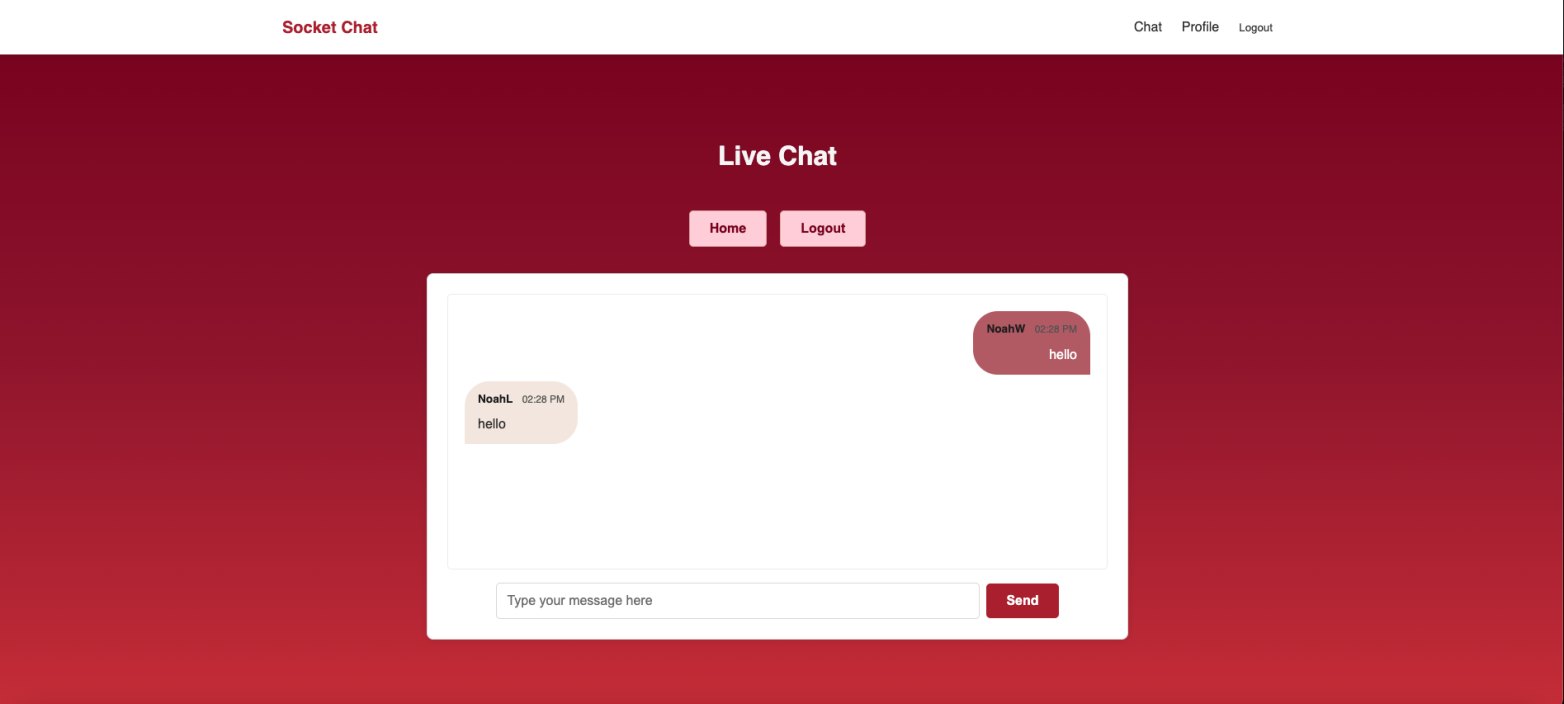 Socket Chat
Chat Profile Logout
Live Chat
Home Logout
NoahW 02:28 PM
hello
NoahL 02:28 PM
hello
Type your message here Send